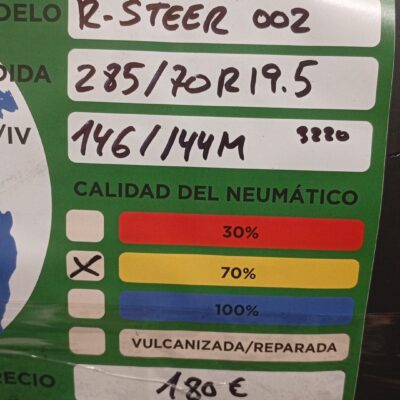 DELO R-STEER 002
DIDA 285/70R19.5
/IV 146/144M 3220
CALIDAD DEL NEUMÁTICO
30%
X 70%
100%
VULCANIZADA/REPARADA
RECIO 180 €